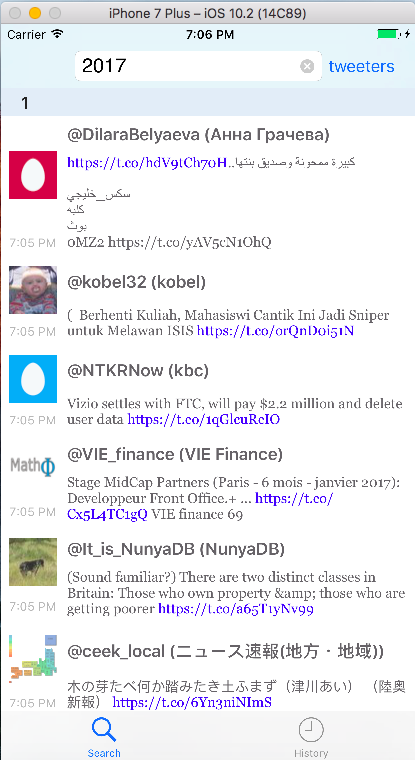 iPhone 7 Plus – iOS 10.2 (14C89)
Carrier 7:06 PM
2017 tweeters
1
@DilaraBelyaeva (Анна Грачева)
https://t.co/hdV9tCh70H..كبيرة ممحونة وصديق بنتها
سكس_خليجي
كلبه
بوث
7:05 PM 0MZ2 https://t.co/yAV5cN1OhQ
@kobel32 (kobel)
( Berhenti Kuliah, Mahasiswi Cantik Ini Jadi Sniper
7:05 PM untuk Melawan ISIS https://t.co/orQnD0i51N
@NTKRNow (kbc)
Vizio settles with FTC, will pay $2.2 million and delete
7:05 PM user data https://t.co/1qGlcuRcIO
@VIE_finance (VIE Finance)
Math Φ
Stage MidCap Partners (Paris - 6 mois - janvier 2017):
Developpeur Front Office.+ ... https://t.co/
7:05 PM Cx5L4TC1gQ VIE finance 69
@It_is_NunyaDB (NunyaDB)
(Sound familiar?) There are two distinct classes in
Britain: Those who own property &amp; those who are
7:05 PM getting poorer https://t.co/a65T1yNv99
@ceek_local (ニュース速報(地方・地域))
木の芽たべ何か踏みたき土ふまず（津川あい） （陸奥
7:05 PM 新報） https://t.co/6Yn3niNImS
Search History